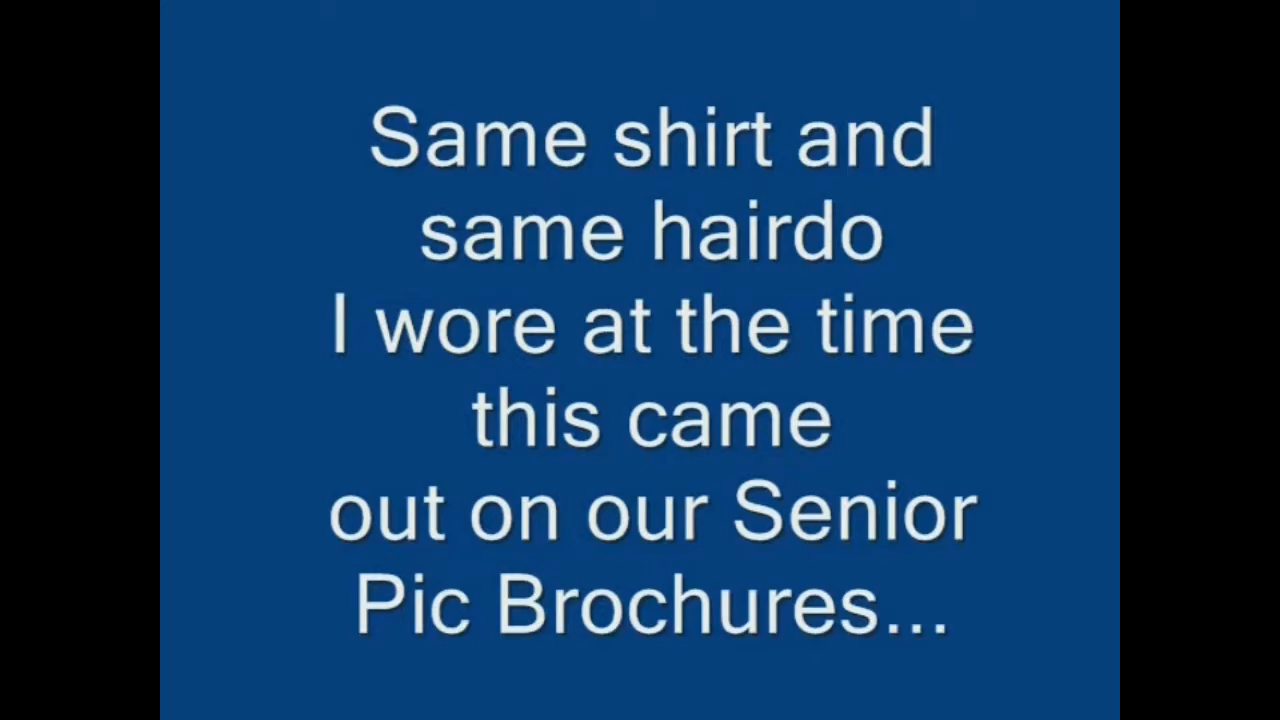 Same shirt and
same hairdo
I wore at the time
this came
out on our Senior
Pic Brochures...